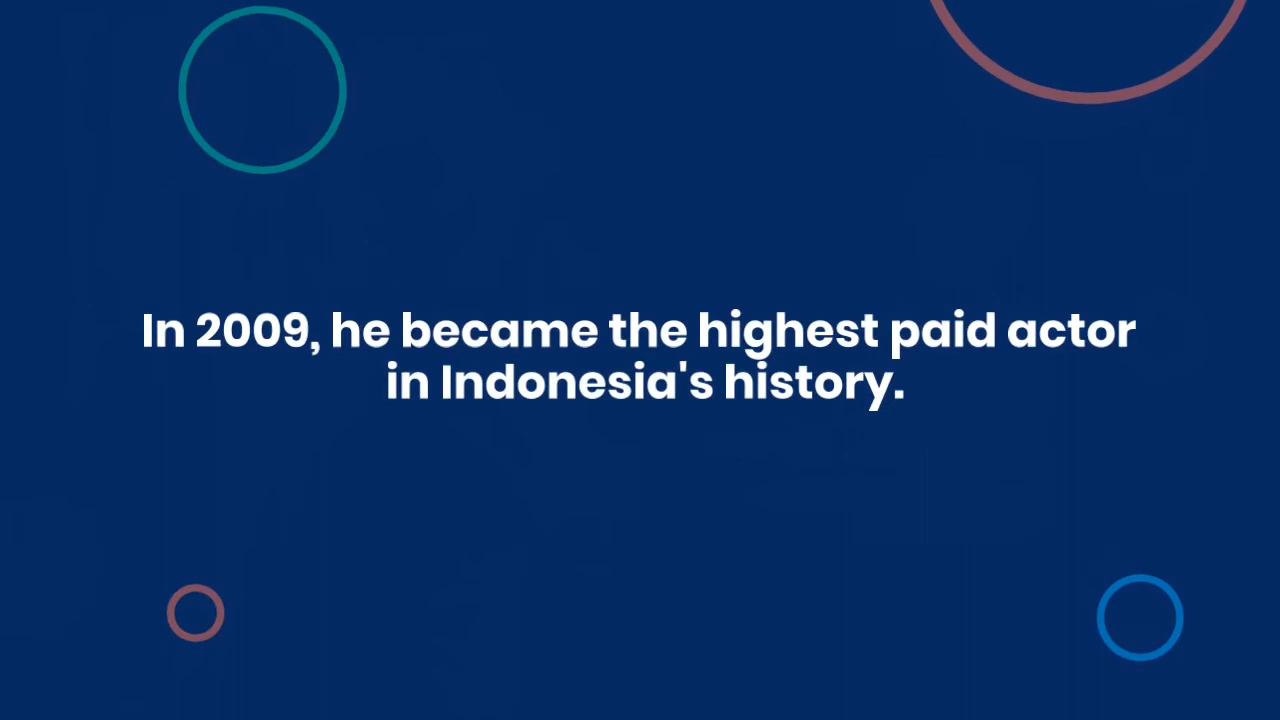 In 2009, he became the highest paid actor
in Indonesia's history.